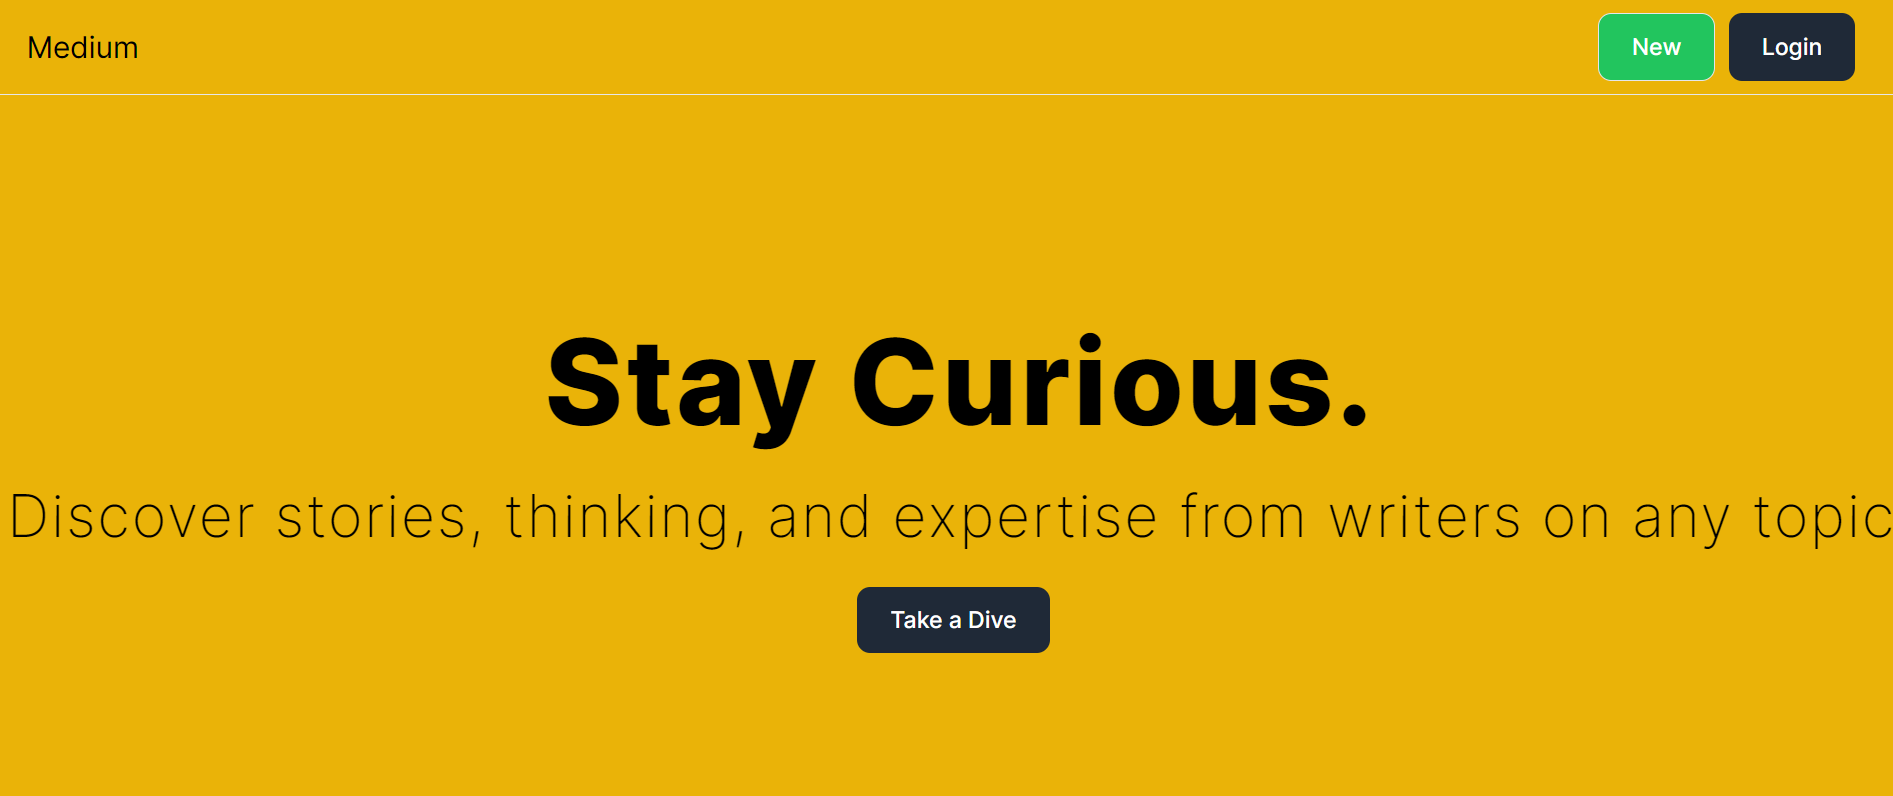 Medium
New
Login
Stay Curious.
Discover stories, thinking, and expertise from writers on any topic
Take a Dive